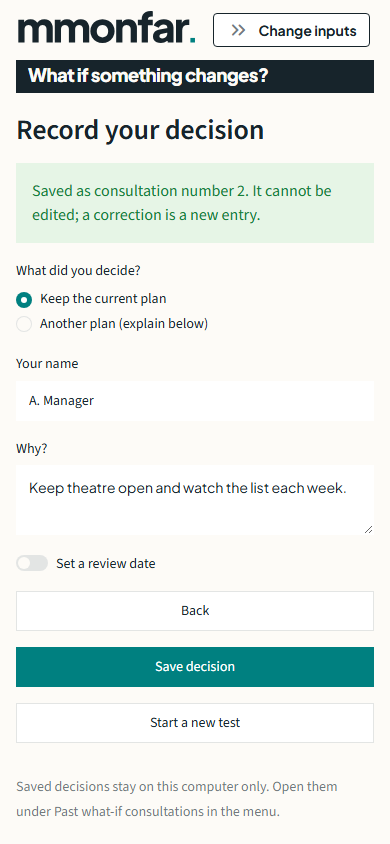 mmonfar.
Change inputs
What if something changes?
Record your decision
Saved as consultation number 2. It cannot be
edited; a correction is a new entry.
What did you decide?
Keep the current plan
Another plan (explain below)
Your name
A. Manager
Why?
Keep theatre open and watch the list each week.
Set a review date
Back
Save decision
Start a new test
Saved decisions stay on this computer only. Open them
under Past what-if consultations in the menu.